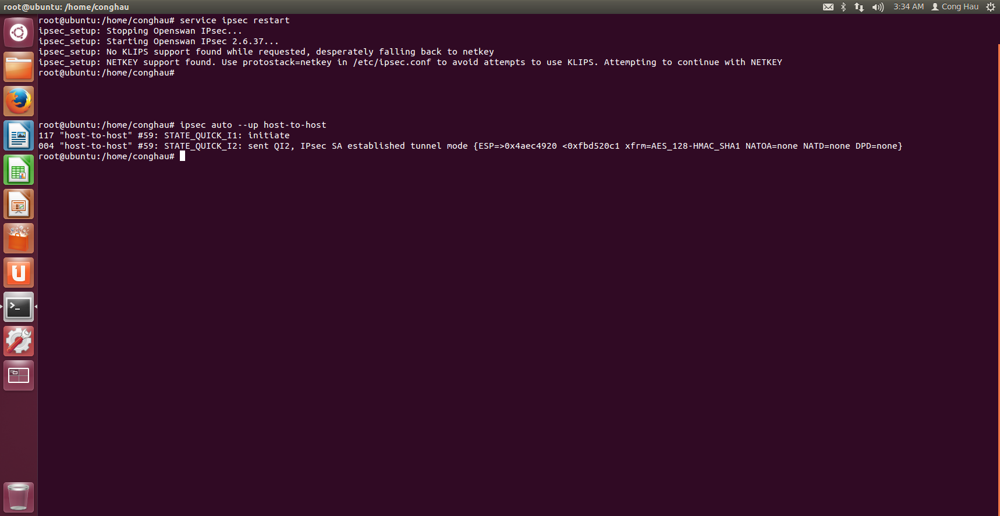 root@ubuntu: /home/conghau
3:34 AM Cong Hau
root@ubuntu:/home/conghau# service ipsec restart
ipsec_setup: Stopping Openswan IPsec...
ipsec_setup: Starting Openswan IPsec 2.6.37...
ipsec_setup: No KLIPS support found while requested, desperately falling back to netkey
ipsec_setup: NETKEY support found. Use protostack=netkey in /etc/ipsec.conf to avoid attempts to use KLIPS. Attempting to continue with NETKEY
root@ubuntu:/home/conghau#
root@ubuntu:/home/conghau# ipsec auto --up host-to-host
117 "host-to-host" #59: STATE_QUICK_I1: initiate
004 "host-to-host" #59: STATE_QUICK_I2: sent QI2, IPsec SA established tunnel mode {ESP=>0x4aec4920 <0xfbd520c1 xfrm=AES_128-HMAC_SHA1 NATOA=none NATD=none DPD=none}
root@ubuntu:/home/conghau#